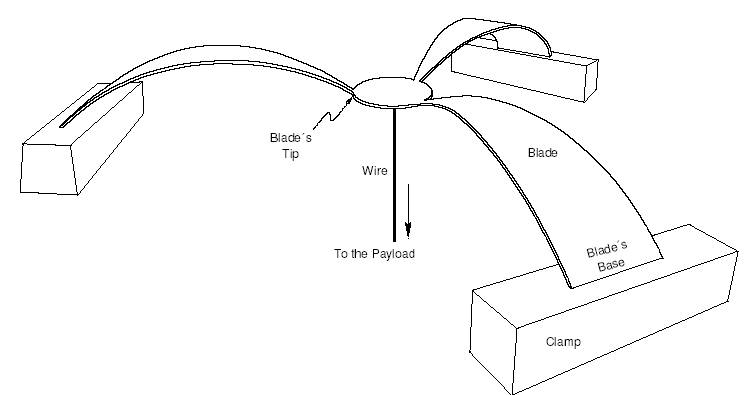 Blade´s
Tip
Wire
Blade
To the Payload
Blade´s
Base
Clamp